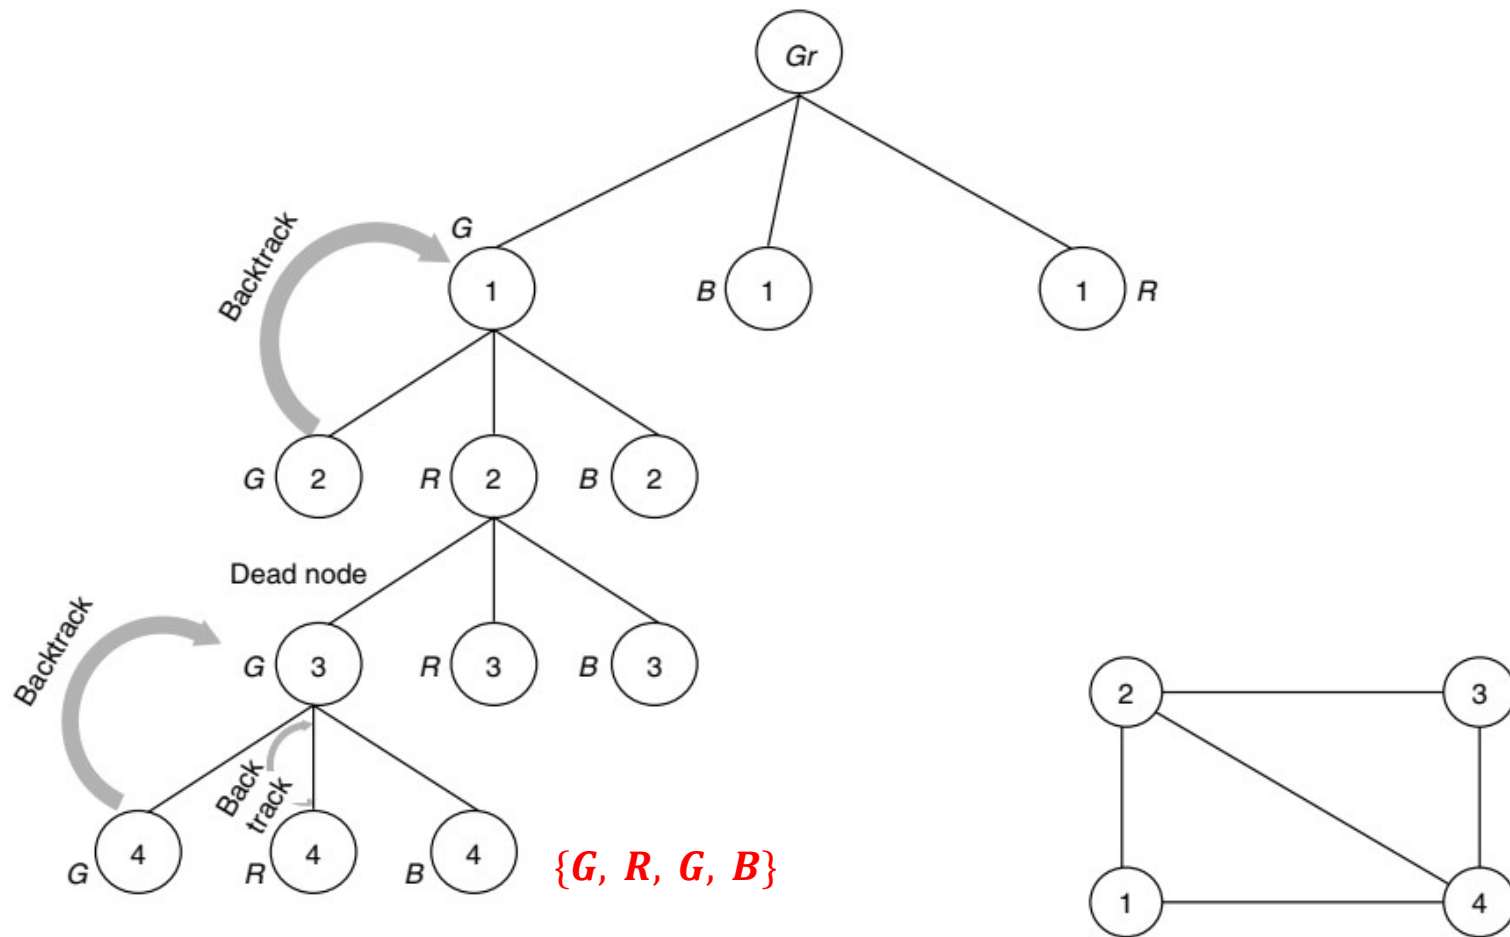 Gr
G
Backtrack
1
B 1
1 R
G 2
R 2
B 2
Dead node
Backtrack
G 3
R 3
B 3
Back
track
G 4
R 4
B 4
{G, R, G, B}
2
3
1
4